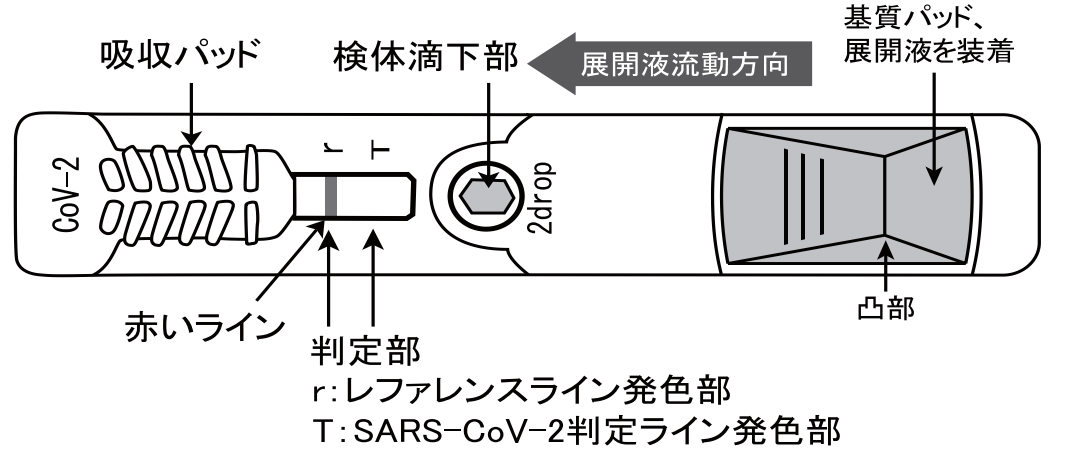 基質パッド、
展開液を装着
吸収パッド
検体滴下部
展開液流動方向
CoV-2
r
T
2drop
赤いライン
凸部
判定部
r：レファレンスライン発色部
T：SARS-CoV-2判定ライン発色部